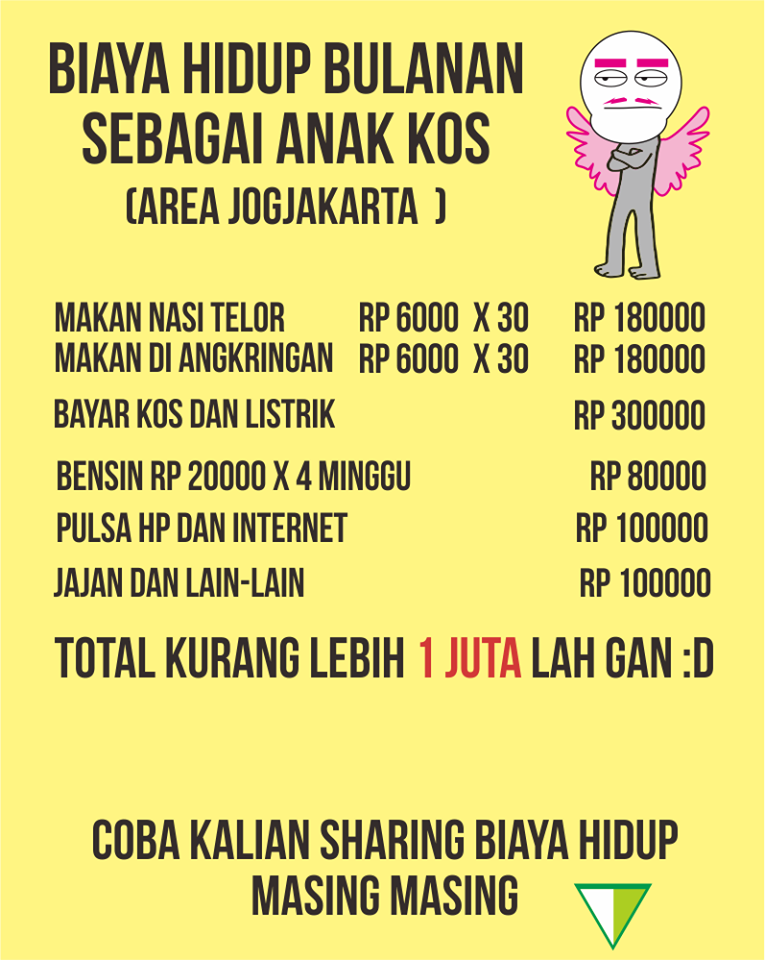 BIAYA HIDUP BULANAN
SEBAGAI ANAK KOS
(AREA JOGJAKARTA )
MAKAN NASI TELOR RP 6000 X 30 RP 180000
MAKAN DI ANGKRINGAN RP 6000 X 30 RP 180000
BAYAR KOS DAN LISTRIK RP 300000
BENSIN RP 20000 X 4 MINGGU RP 80000
PULSA HP DAN INTERNET RP 100000
JAJAN DAN LAIN-LAIN RP 100000
TOTAL KURANG LEBIH 1 JUTA LAH GAN :D
COBA KALIAN SHARING BIAYA HIDUP
MASING MASING